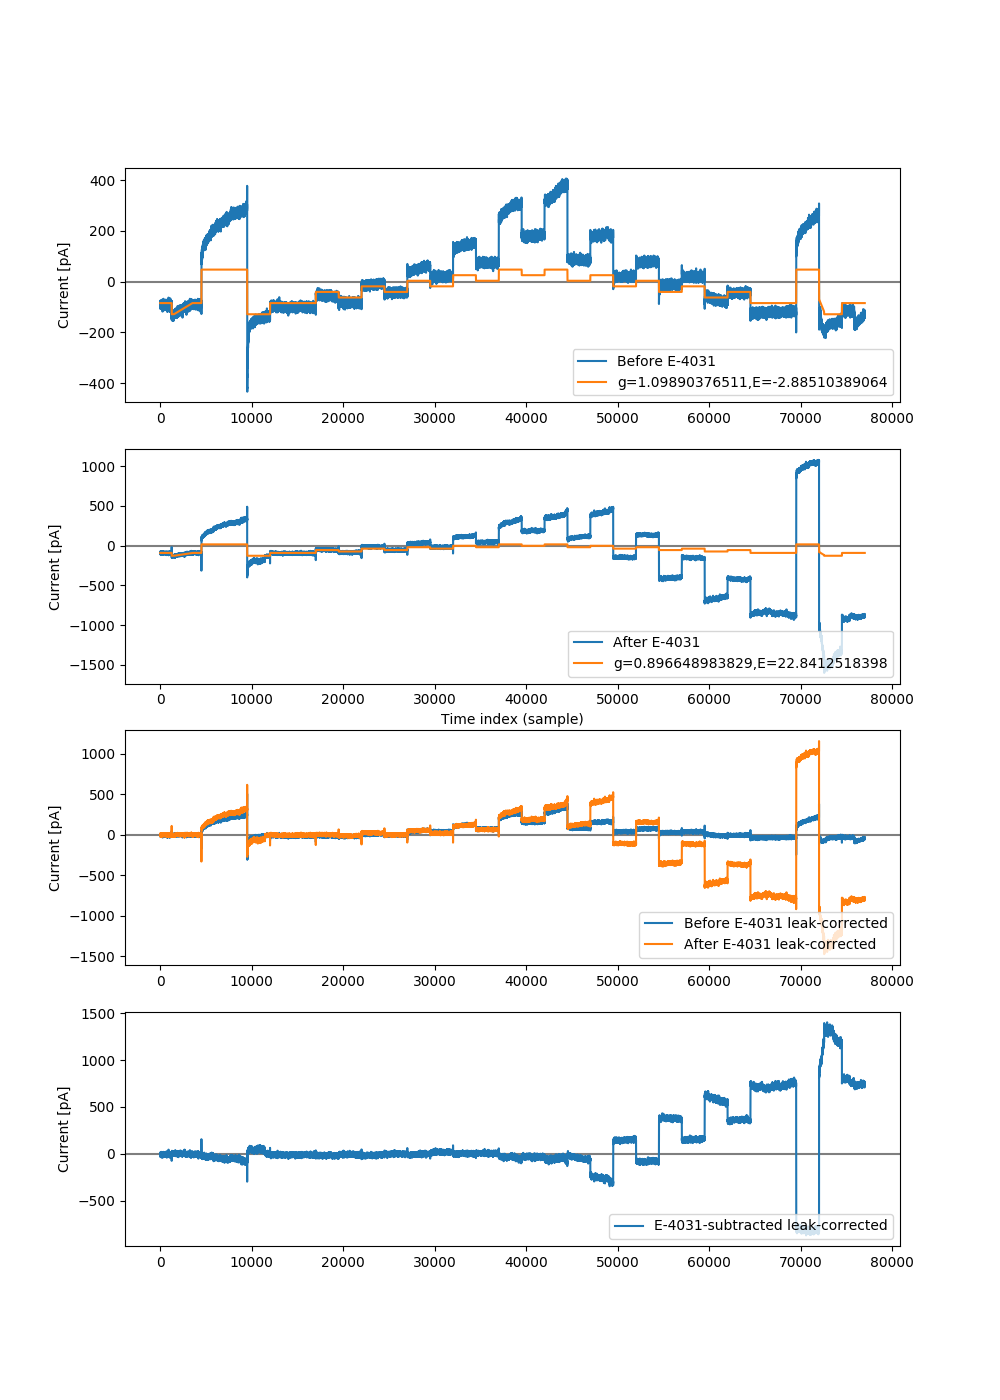 400
200
0
−200
−400
Current [pA]
Before E-4031
g=1.09890376511,E=-2.88510389064
0 10000 20000 30000 40000 50000 60000 70000 80000
1000
500
0
−500
−1000
−1500
Current [pA]
After E-4031
g=0.896648983829,E=22.8412518398
0 10000 20000 30000 40000 50000 60000 70000 80000
Time index (sample)
1000
500
0
−500
−1000
−1500
Current [pA]
Before E-4031 leak-corrected
After E-4031 leak-corrected
0 10000 20000 30000 40000 50000 60000 70000 80000
1500
1000
500
0
−500
Current [pA]
E-4031-subtracted leak-corrected
0 10000 20000 30000 40000 50000 60000 70000 80000